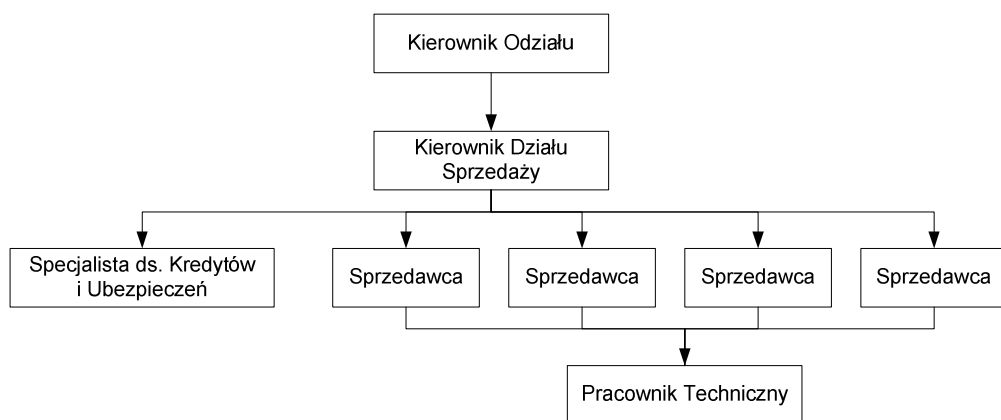 Kierownik Odziału
Kierownik Działu
Sprzedaży
Specjalista ds. Kredytów
i Ubezpieczeń
Sprzedawca
Sprzedawca
Sprzedawca
Sprzedawca
Pracownik Techniczny